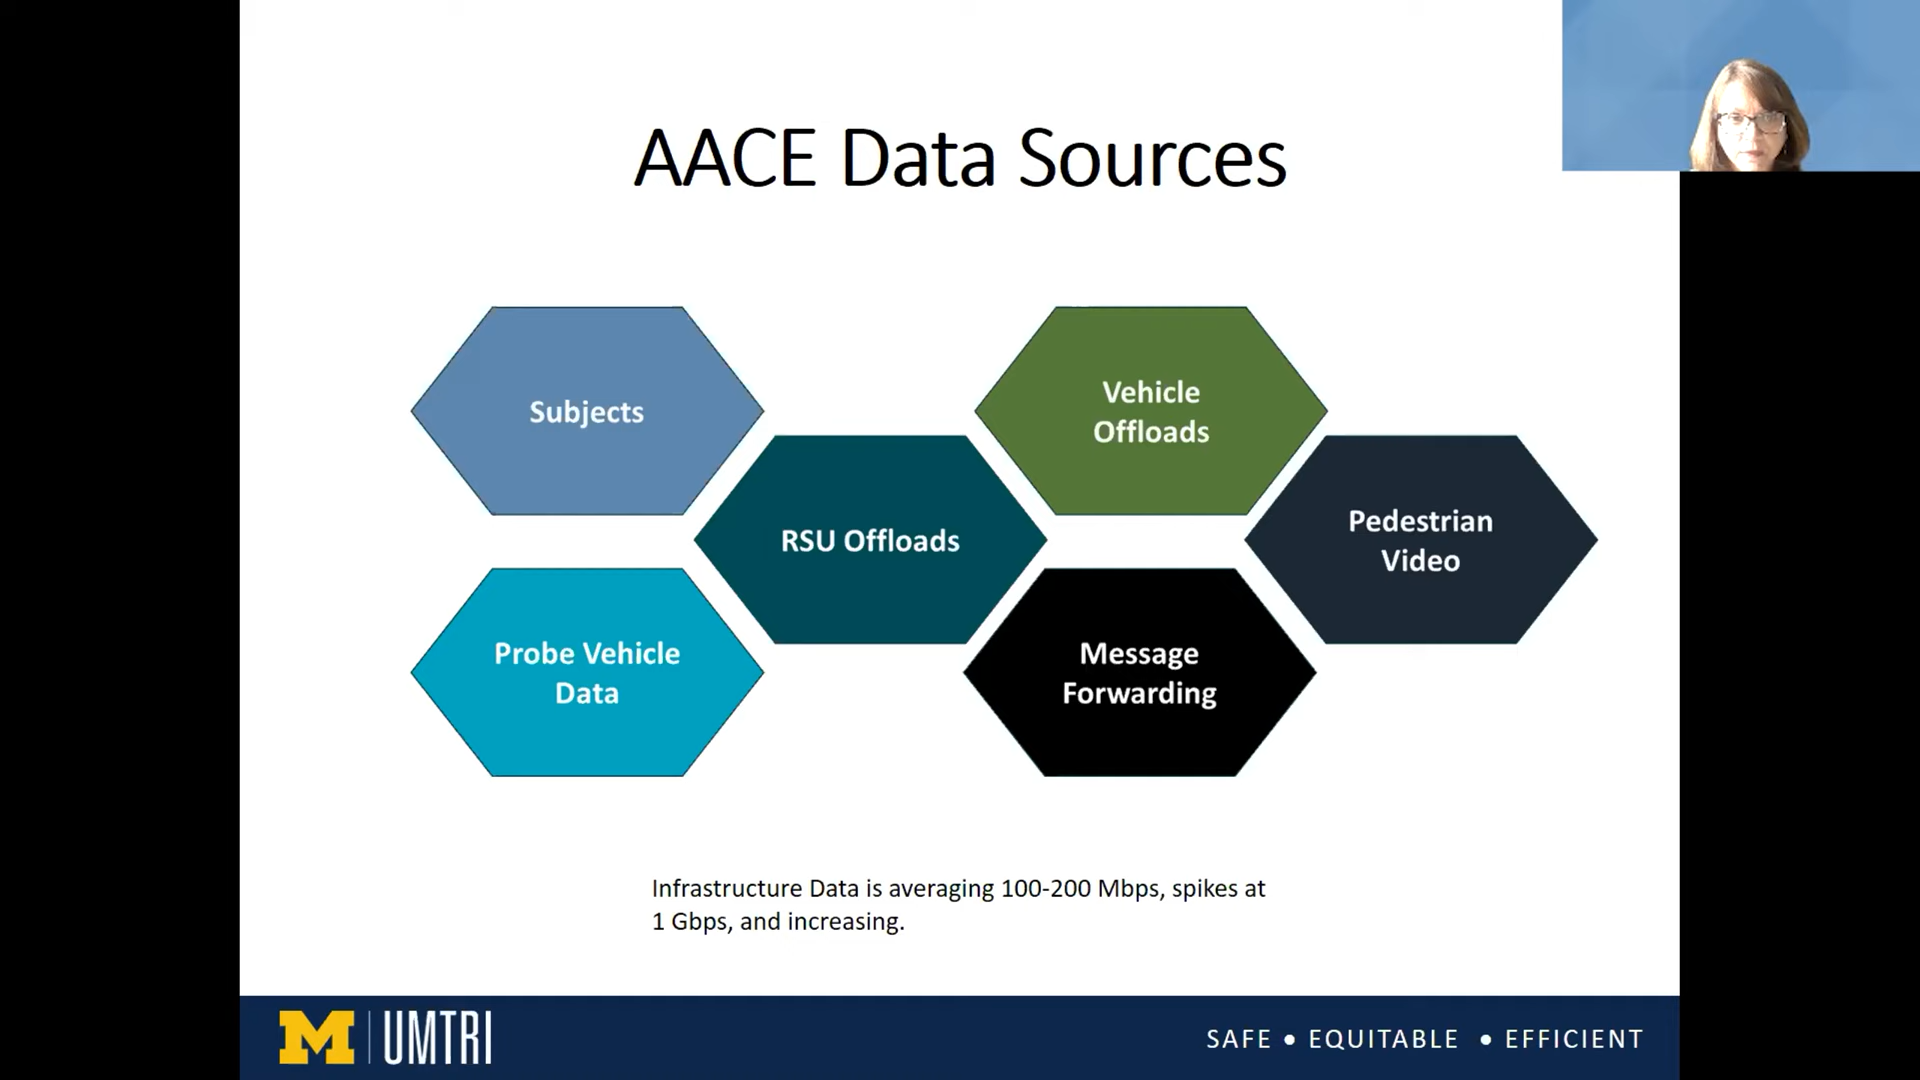 AACE Data Sources
Subjects
Vehicle
Offloads
RSU Offloads
Pedestrian
Video
Probe Vehicle
Data
Message
Forwarding
Infrastructure Data is averaging 100-200 Mbps, spikes at
1 Gbps, and increasing.
M UMTRI
SAFE • EQUITABLE • EFFICIENT